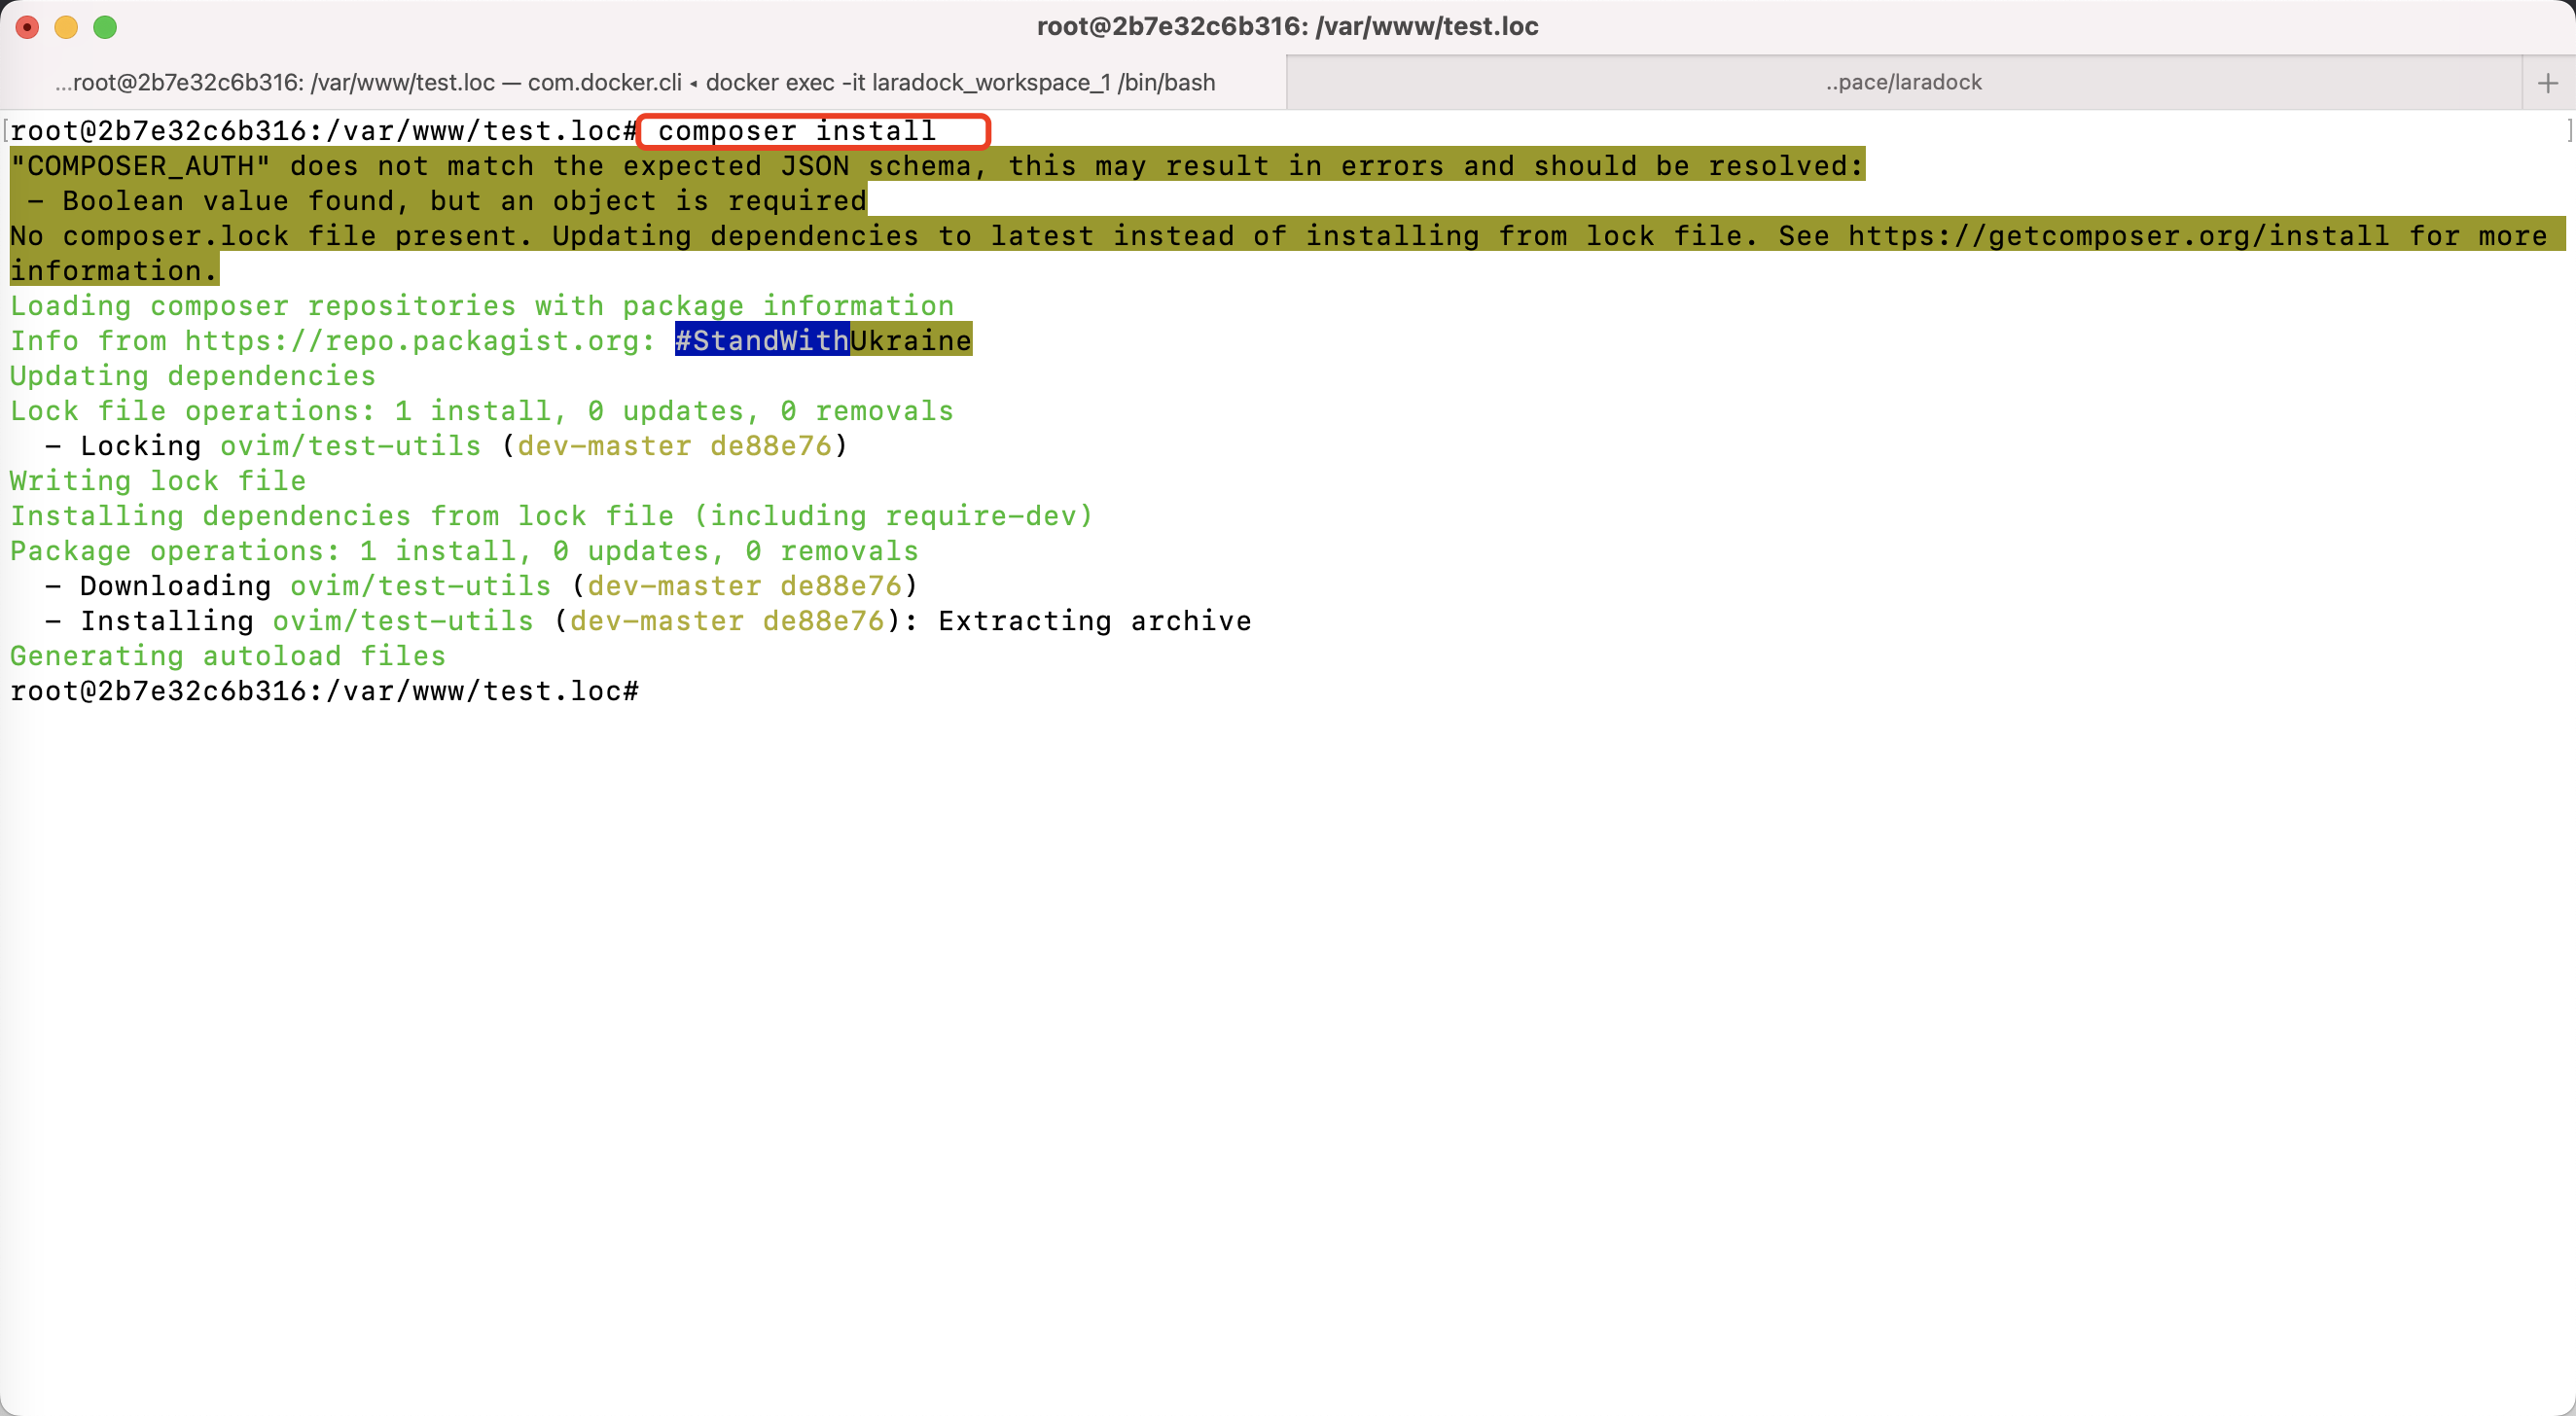 root@2b7e32c6b316: /var/www/test.loc
...root@2b7e32c6b316: /var/www/test.loc — com.docker.cli ◂ docker exec -it laradock_workspace_1 /bin/bash
..pace/laradock
+
[root@2b7e32c6b316:/var/www/test.loc# composer install ]
"COMPOSER_AUTH" does not match the expected JSON schema, this may result in errors and should be resolved:
 - Boolean value found, but an object is required
No composer.lock file present. Updating dependencies to latest instead of installing from lock file. See https://getcomposer.org/install for more
information.
Loading composer repositories with package information
Info from https://repo.packagist.org: #StandWithUkraine
Updating dependencies
Lock file operations: 1 install, 0 updates, 0 removals
  - Locking ovim/test-utils (dev-master de88e76)
Writing lock file
Installing dependencies from lock file (including require-dev)
Package operations: 1 install, 0 updates, 0 removals
  - Downloading ovim/test-utils (dev-master de88e76)
  - Installing ovim/test-utils (dev-master de88e76): Extracting archive
Generating autoload files
root@2b7e32c6b316:/var/www/test.loc#